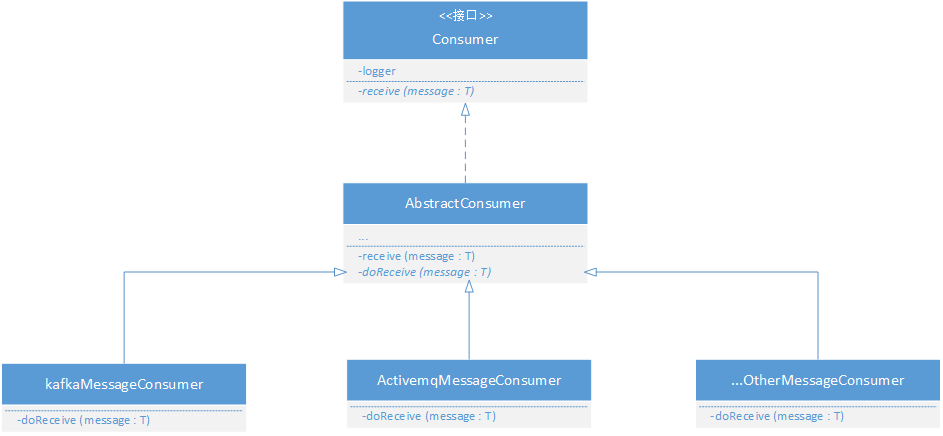 <<接口>>
Consumer
-logger
-receive (message : T)
AbstractConsumer
...
-receive (message : T)
-doReceive (message : T)
kafkaMessageConsumer
-doReceive (message : T)
ActivemqMessageConsumer
-doReceive (message : T)
...OtherMessageConsumer
-doReceive (message : T)